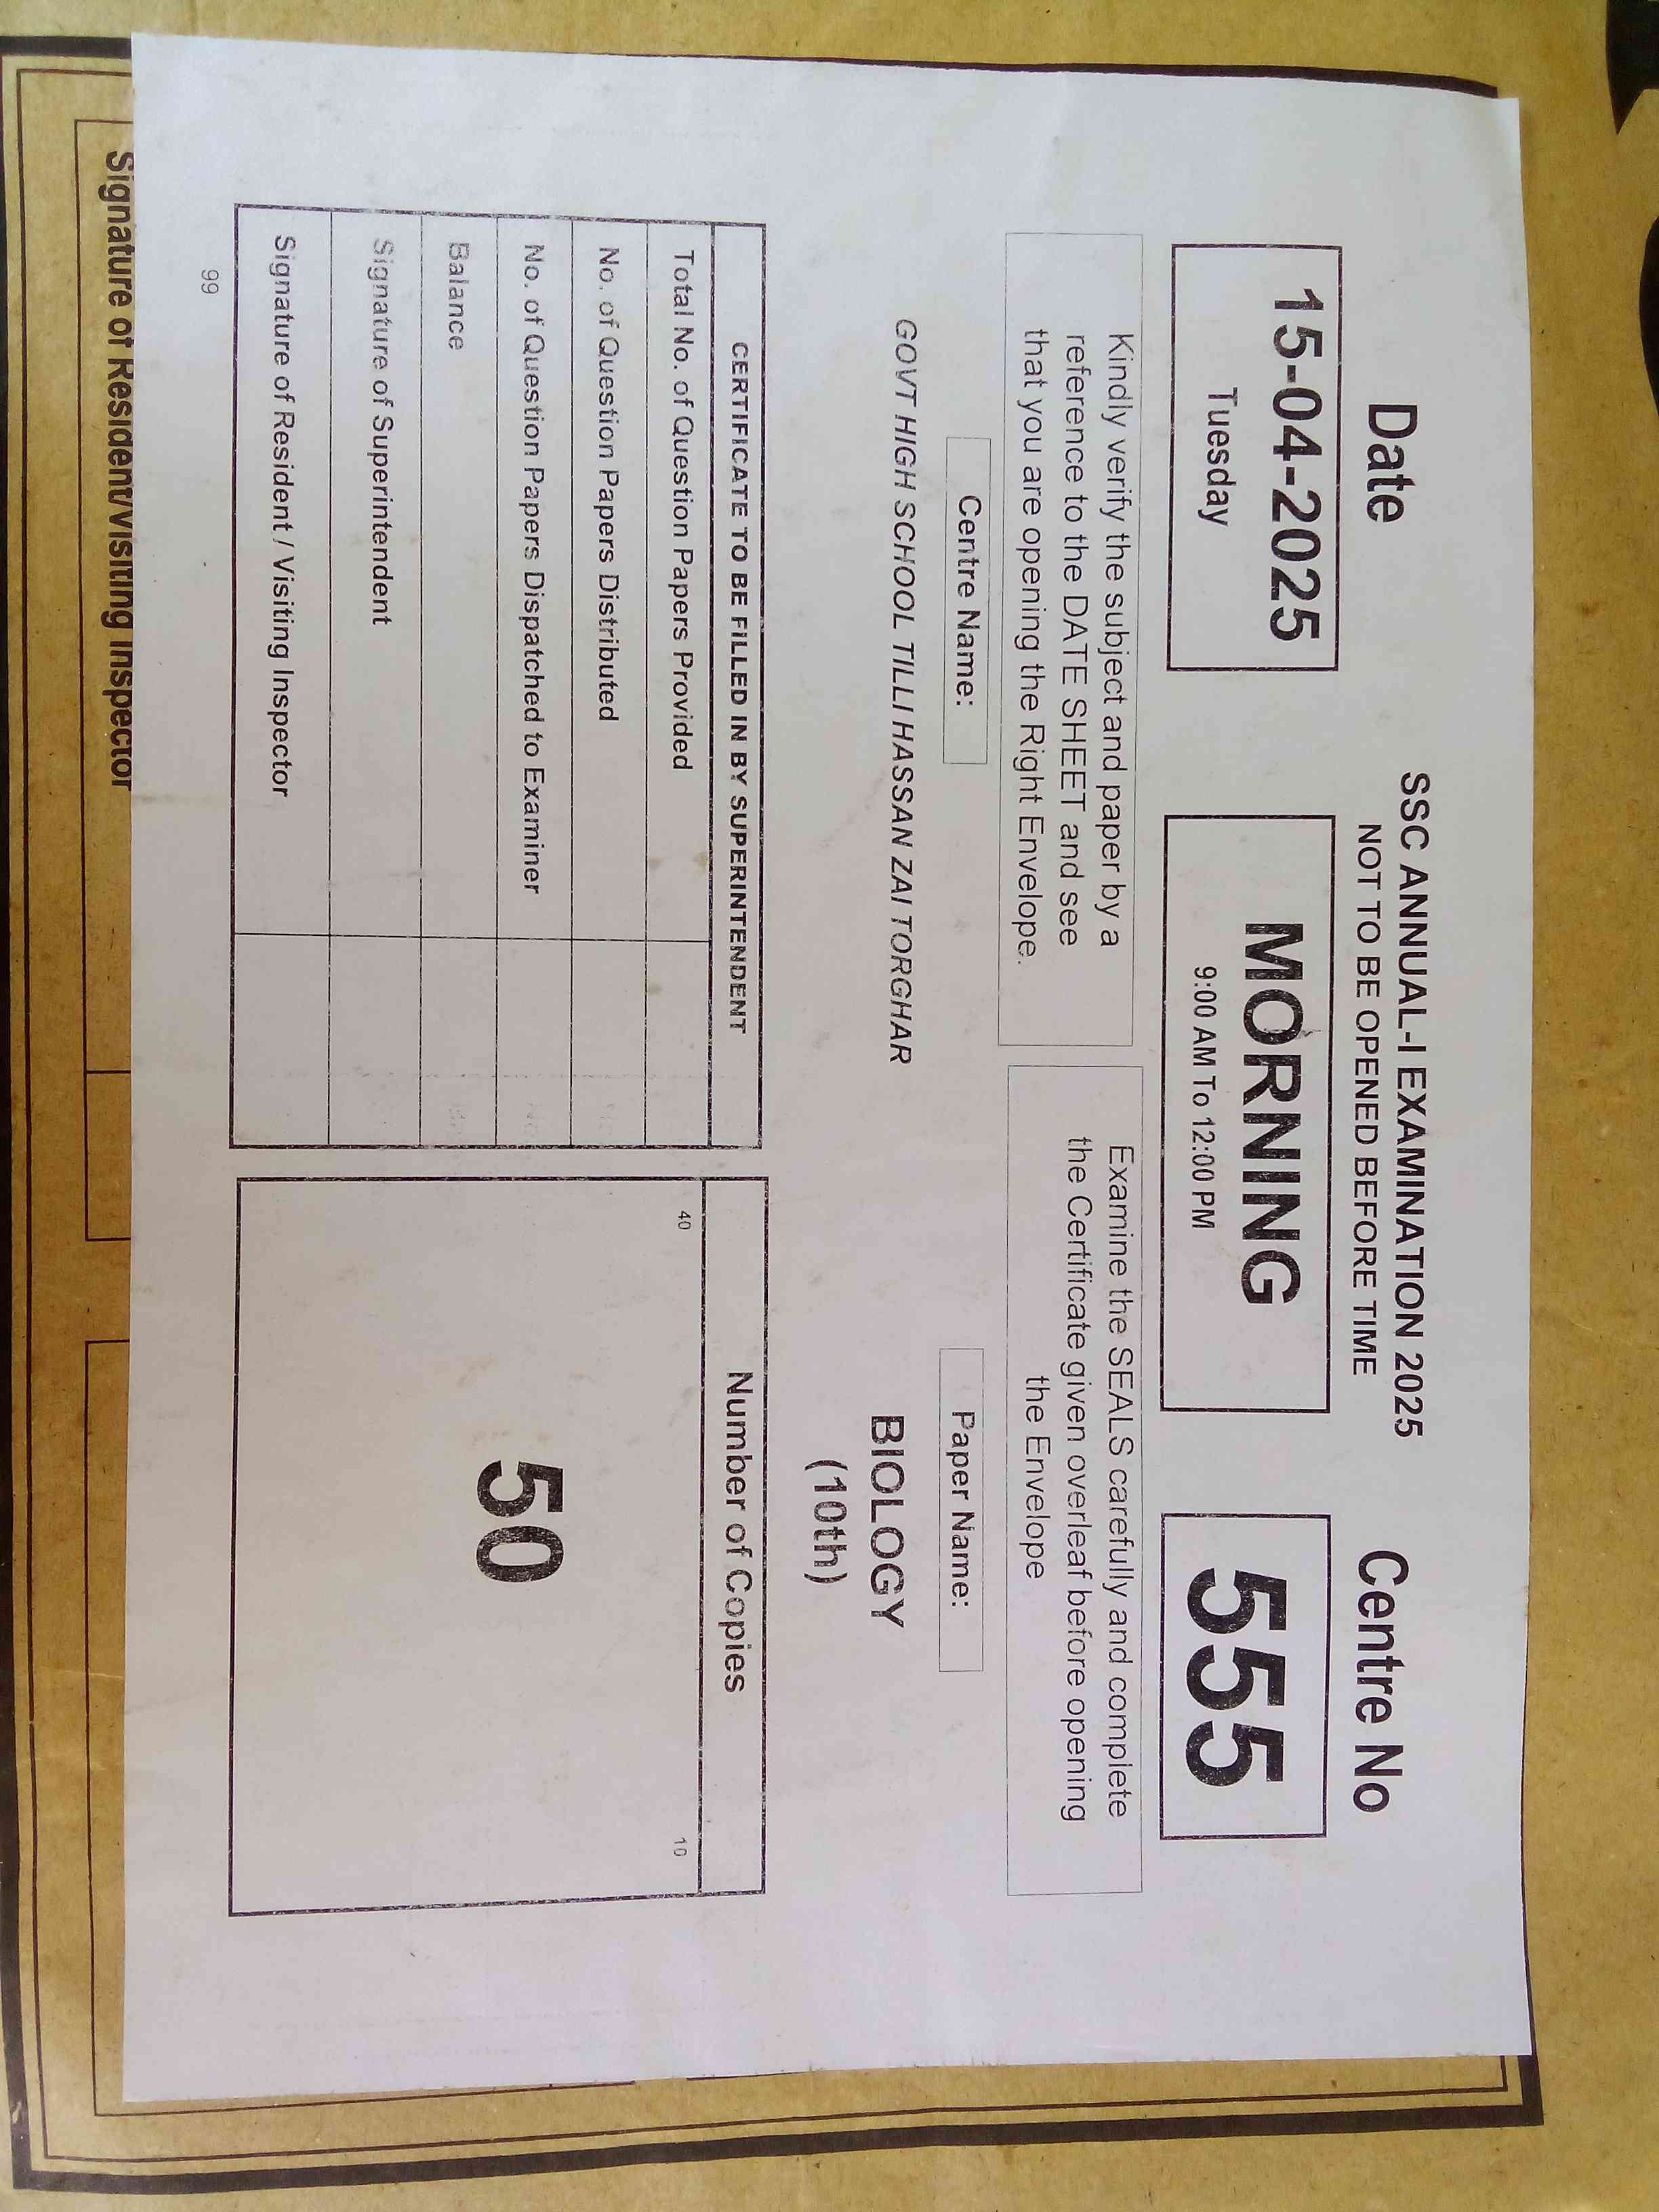 SSC ANNUAL-I EXAMINATION 2025
NOT TO BE OPENED BEFORE TIME
Date
15-04-2025
Tuesday
MORNING
9:00 AM To 12:00 PM
Centre No
555
Kindly verify the subject and paper by a
reference to the DATE SHEET and see
that you are opening the Right Envelope.
Examine the SEALS carefully and complete
the Certificate given overleaf before opening
the Envelope
Centre Name:
GOVT HIGH SCHOOL TILLI HASSAN ZAI TORGHAR
Paper Name:
BIOLOGY
(10th)
CERTIFICATE TO BE FILLED IN BY SUPERINTENDENT
Total No. of Question Papers Provided
No. of Question Papers Distributed
No. of Question Papers Dispatched to Examiner
Balance
Signature of Superintendent
Signature of Resident / Visiting Inspector
Number of Copies
40
10
50
99
Signature of Resident/Visiting Inspector